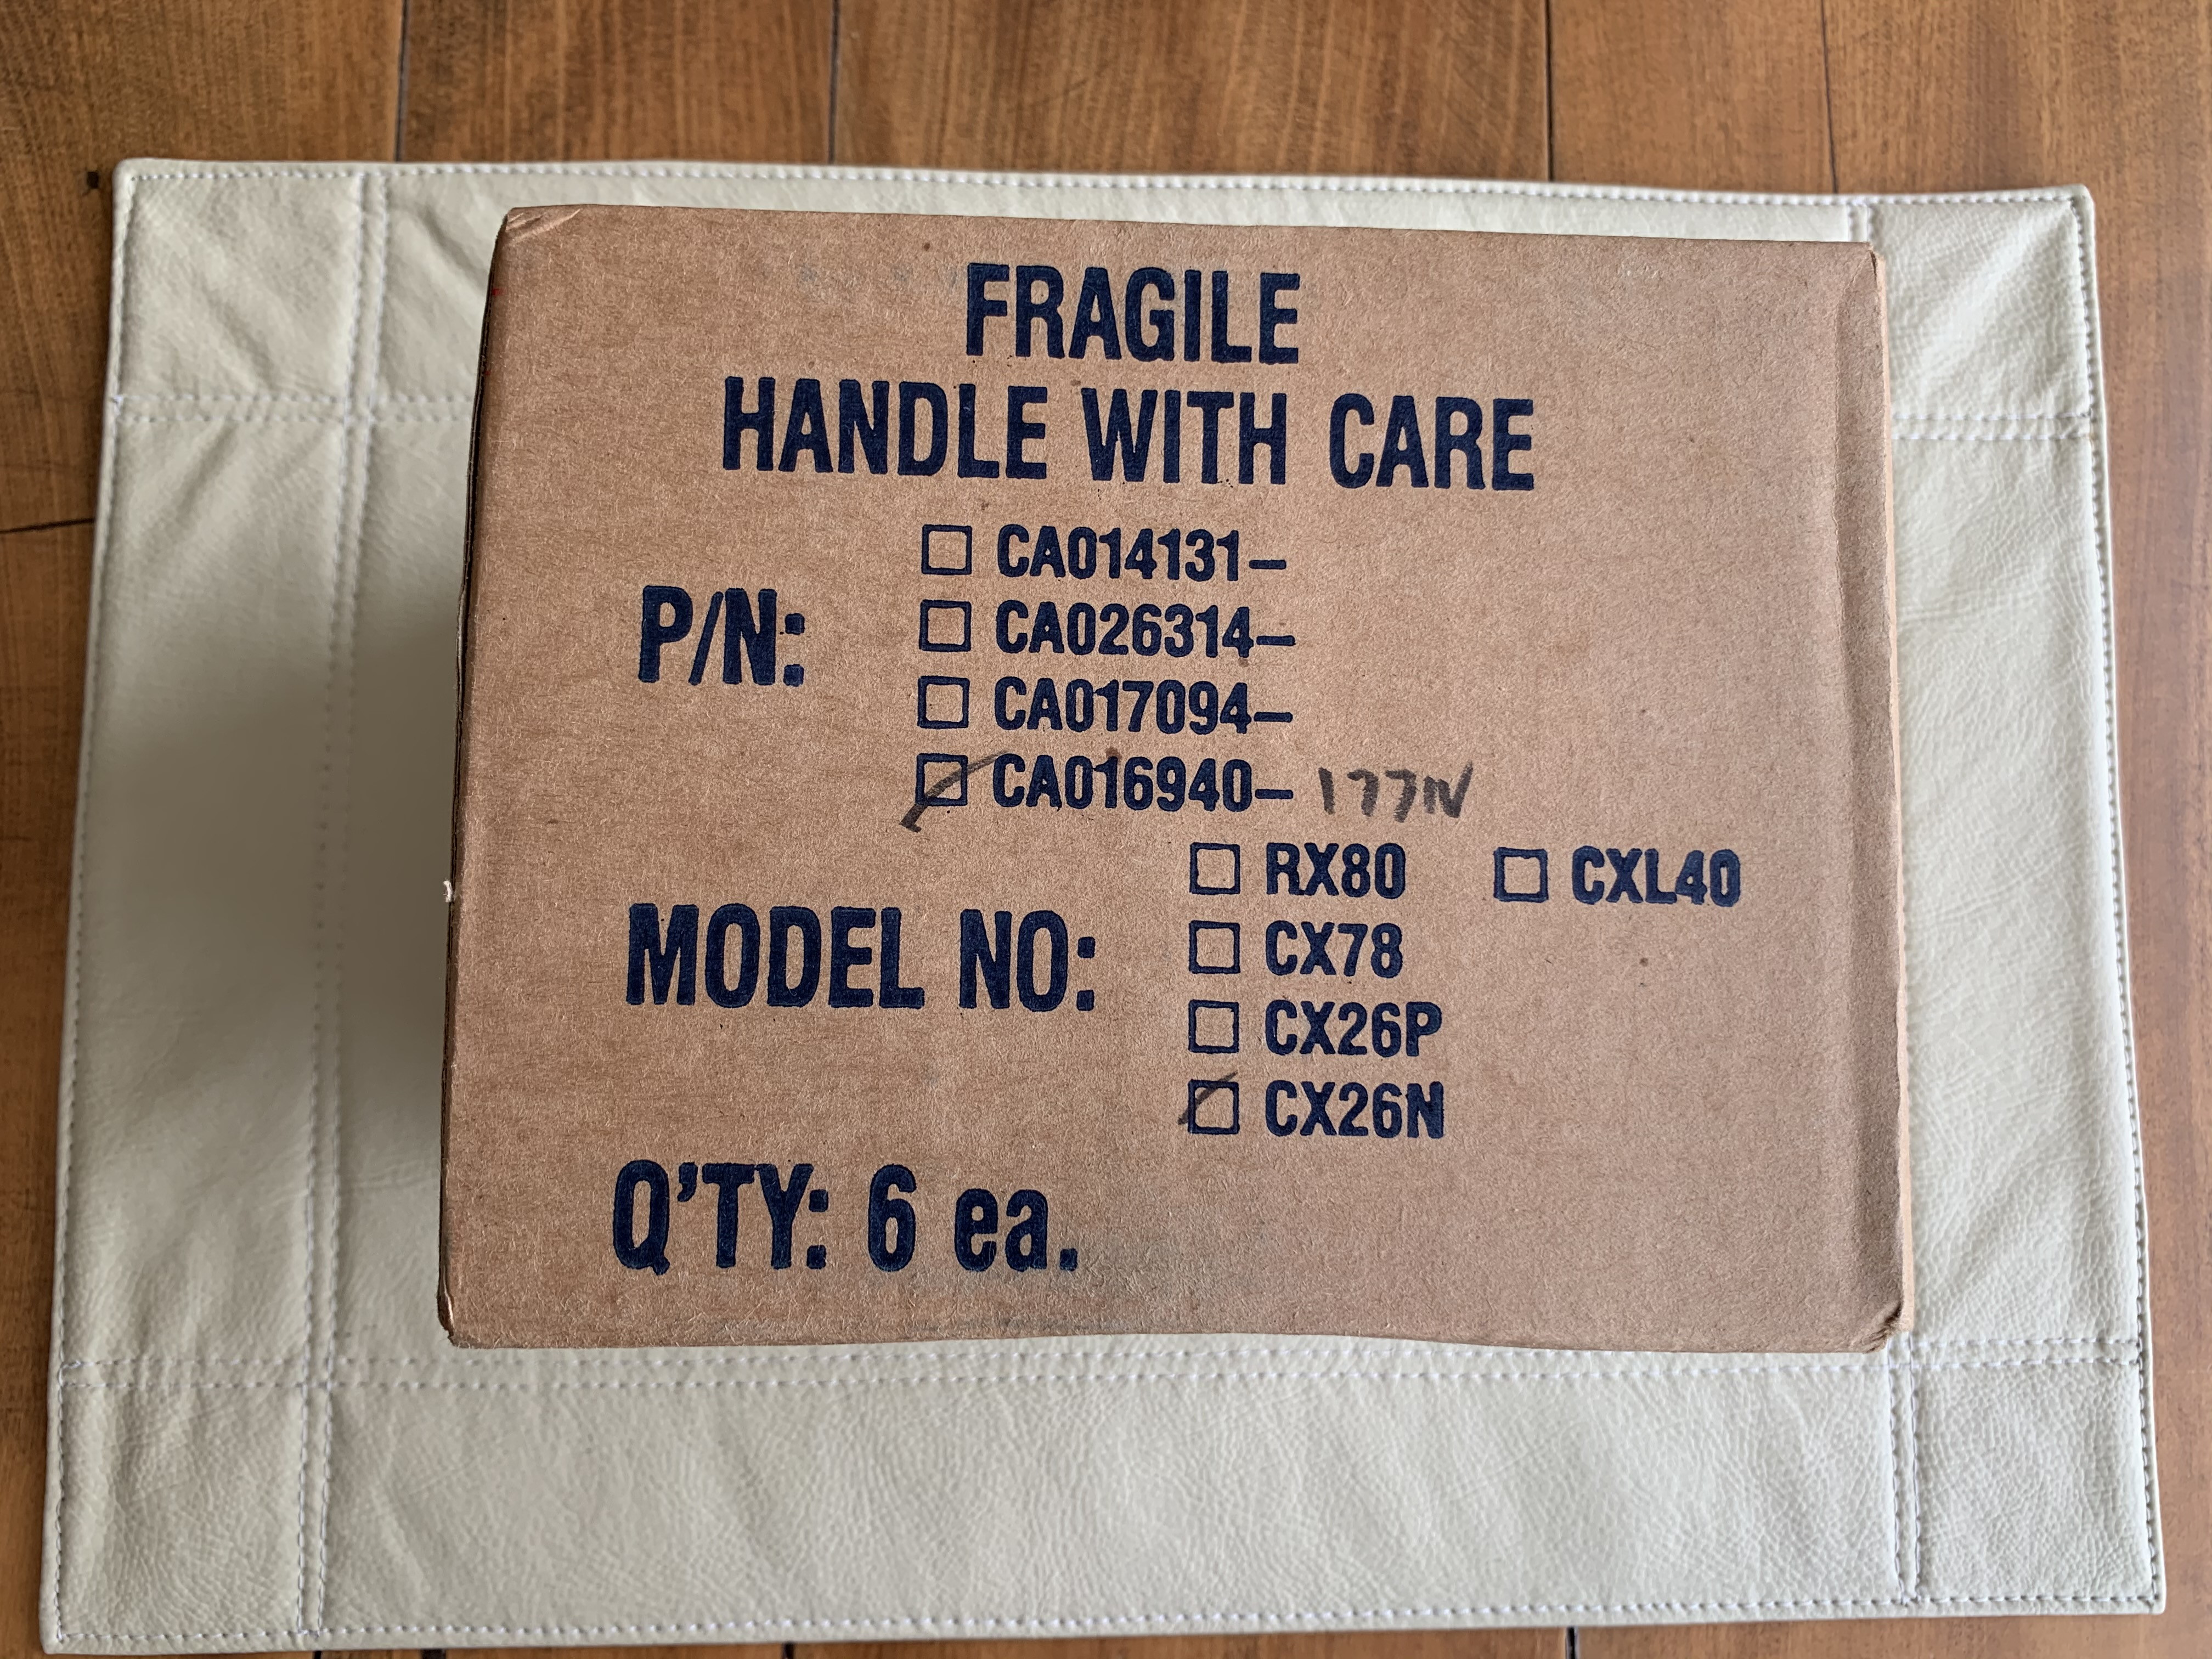 FRAGILE
HANDLE WITH CARE
P/N:
☐ CA014131–
☐ CA026314–
☐ CA017094–
☑ CA016940– 177N
MODEL NO:
☐ RX80 ☐ CXL40
☐ CX78
☐ CX26P
☑ CX26N
Q'TY: 6 ea.